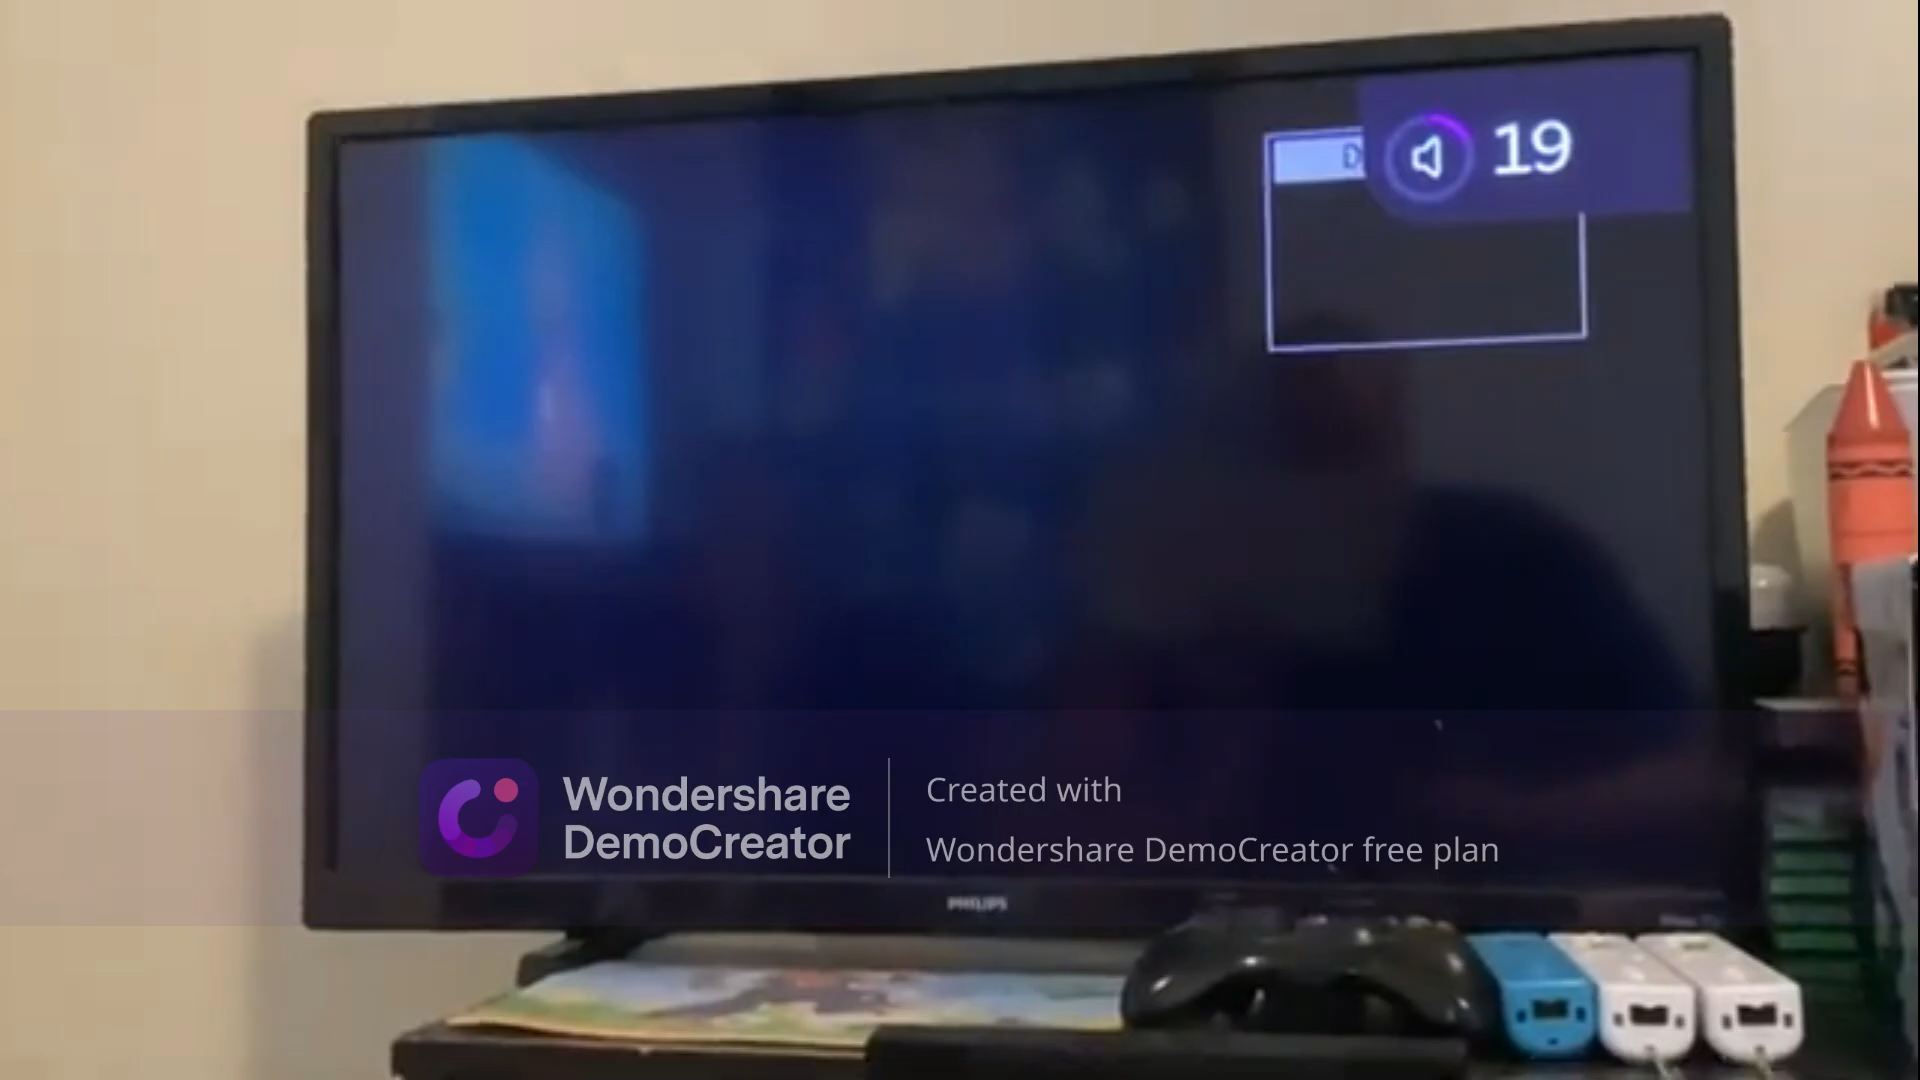 D
19
Wondershare
DemoCreator
Created with
Wondershare DemoCreator free plan
PHILIPS